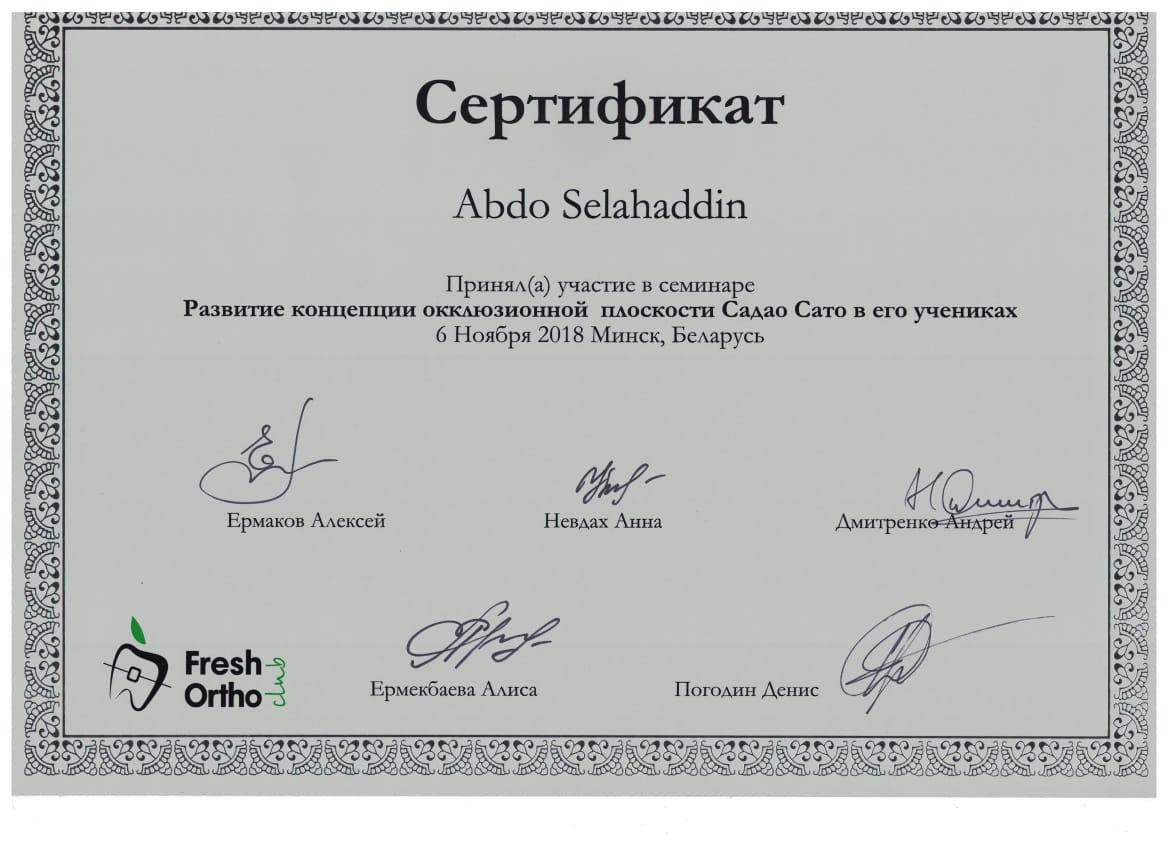 Сертификат
Abdo Selahaddin
Принял(а) участие в семинаре
Развитие концепции окклюзионной плоскости Садао Сато в его учениках
6 Ноября 2018 Минск, Беларусь
Ермаков Алексей
Невдах Анна
Дмитренко Андрей
Fresh
Ortho
club
Ермекбаева Алиса
Погодин Денис